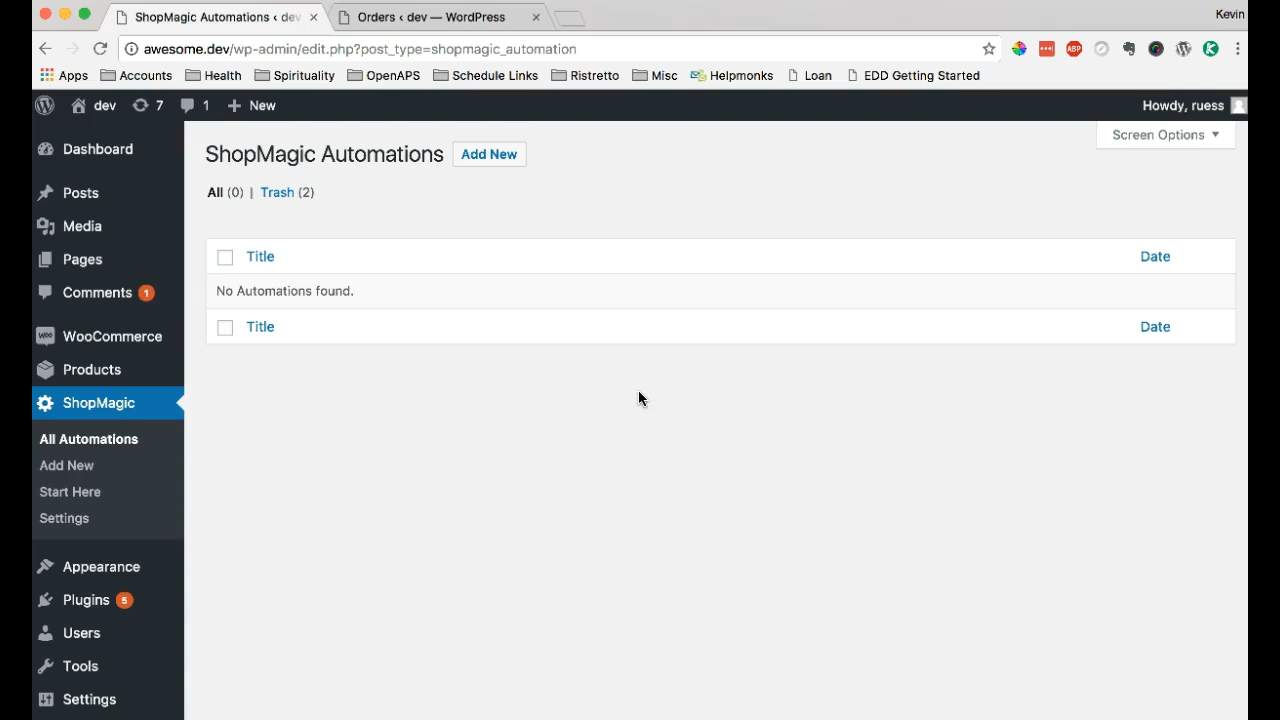 ShopMagic Automations ‹ dev
Orders ‹ dev — WordPress
Kevin
awesome.dev/wp-admin/edit.php?post_type=shopmagic_automation
ABP
Apps Accounts Health Spirituality OpenAPS Schedule Links Ristretto Misc Helpmonks Loan EDD Getting Started
dev 7 1 New
Howdy, ruess
Screen Options
Dashboard
Posts
Media
Pages
Comments 1
WooCommerce
Products
ShopMagic
All Automations
Add New
Start Here
Settings
Appearance
Plugins 5
Users
Tools
Settings
ShopMagic Automations Add New
All (0) | Trash (2)
Title Date
No Automations found.
Title Date